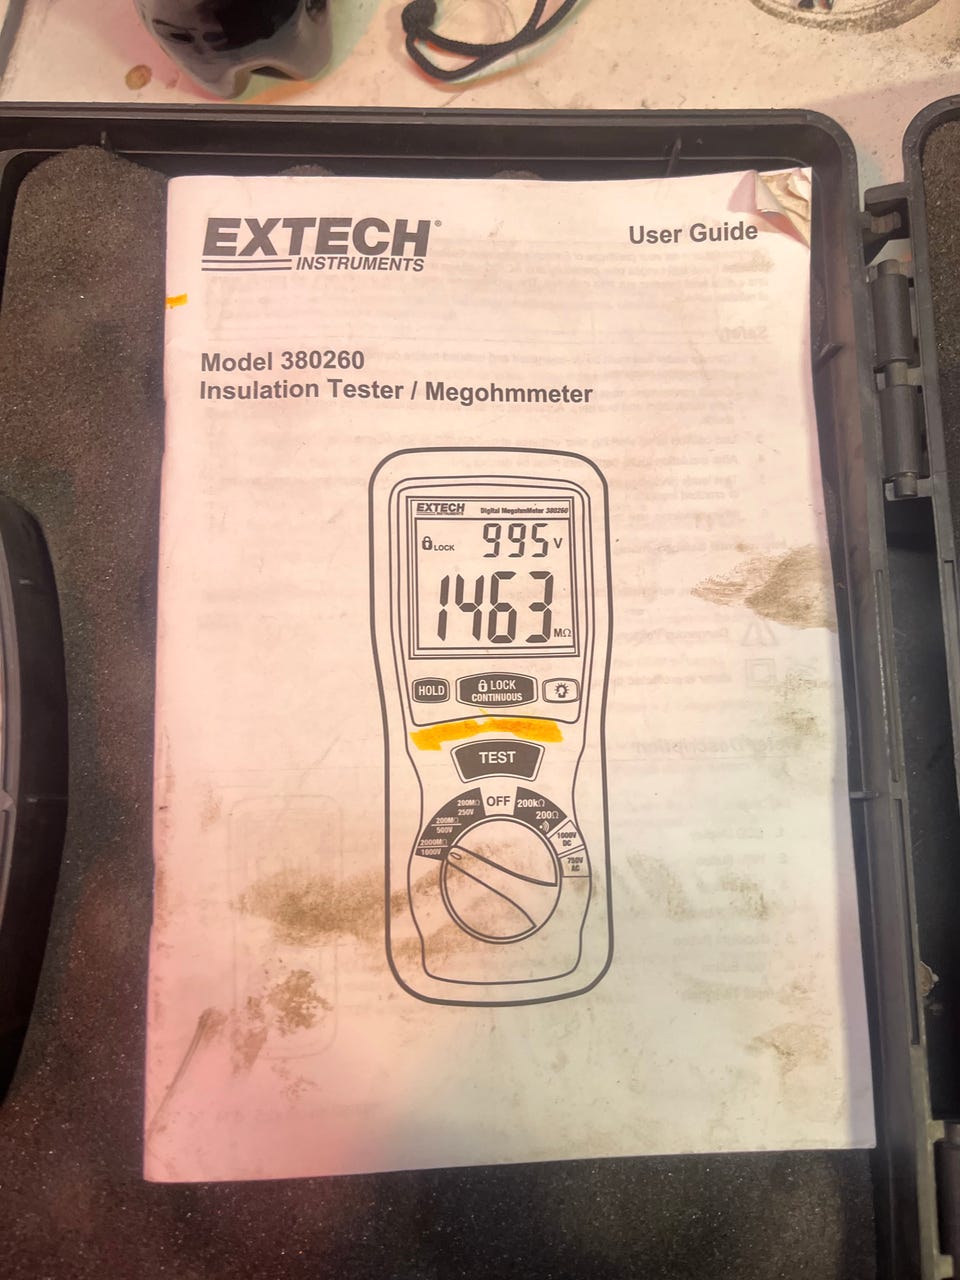 EXTECH®
INSTRUMENTS
User Guide
Model 380260
Insulation Tester / Megohmmeter
EXTECH
INSTRUMENTS
Digital MegohmMeter 380260
LOCK
995 V
1463 MΩ
HOLD
LOCK
CONTINUOUS
TEST
OFF
200MΩ
250V
200MΩ
500V
2000MΩ
1000V
200kΩ
200Ω
1000V
DC
750V
AC